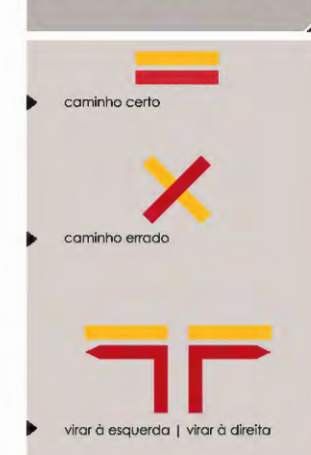 caminho certo
caminho errado
virar à esquerda | virar à direita